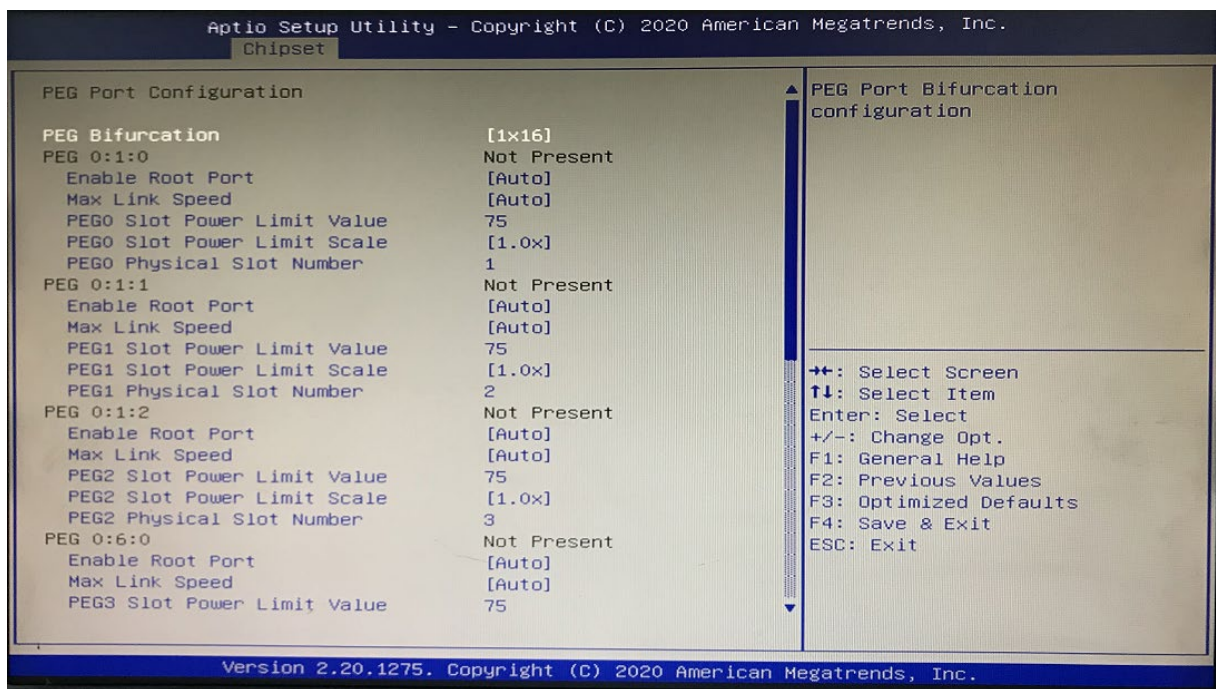 Aptio Setup Utility – Copyright (C) 2020 American Megatrends, Inc.
Chipset
PEG Port Configuration
PEG Bifurcation [1x16]
PEG 0:1:0 Not Present
Enable Root Port [Auto]
Max Link Speed [Auto]
PEG0 Slot Power Limit Value 75
PEG0 Slot Power Limit Scale [1.0x]
PEG0 Physical Slot Number 1
PEG 0:1:1 Not Present
Enable Root Port [Auto]
Max Link Speed [Auto]
PEG1 Slot Power Limit Value 75
PEG1 Slot Power Limit Scale [1.0x]
PEG1 Physical Slot Number 2
PEG 0:1:2 Not Present
Enable Root Port [Auto]
Max Link Speed [Auto]
PEG2 Slot Power Limit Value 75
PEG2 Slot Power Limit Scale [1.0x]
PEG2 Physical Slot Number 3
PEG 0:6:0 Not Present
Enable Root Port [Auto]
Max Link Speed [Auto]
PEG3 Slot Power Limit Value 75
PEG Port Bifurcation
configuration
→←: Select Screen
↑↓: Select Item
Enter: Select
+/-: Change Opt.
F1: General Help
F2: Previous Values
F3: Optimized Defaults
F4: Save & Exit
ESC: Exit
Version 2.20.1275. Copyright (C) 2020 American Megatrends, Inc.